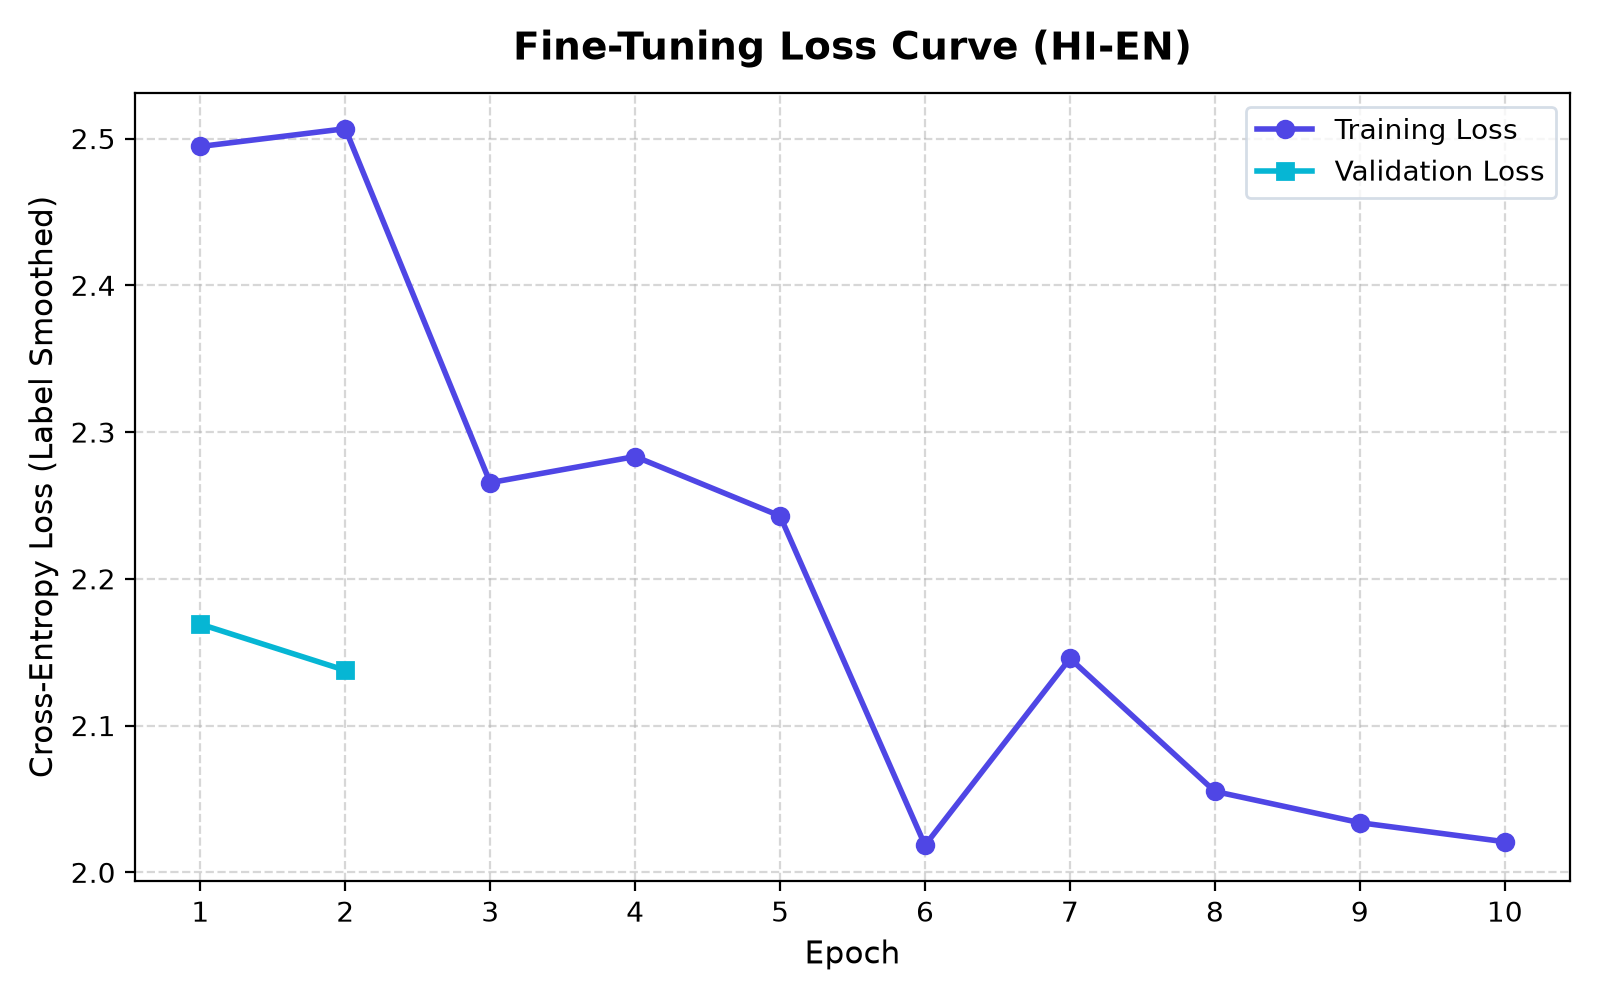 Fine-Tuning Loss Curve (HI-EN)
Training Loss
Validation Loss
Cross-Entropy Loss (Label Smoothed)
2.5
2.4
2.3
2.2
2.1
2.0
1 2 3 4 5 6 7 8 9 10
Epoch